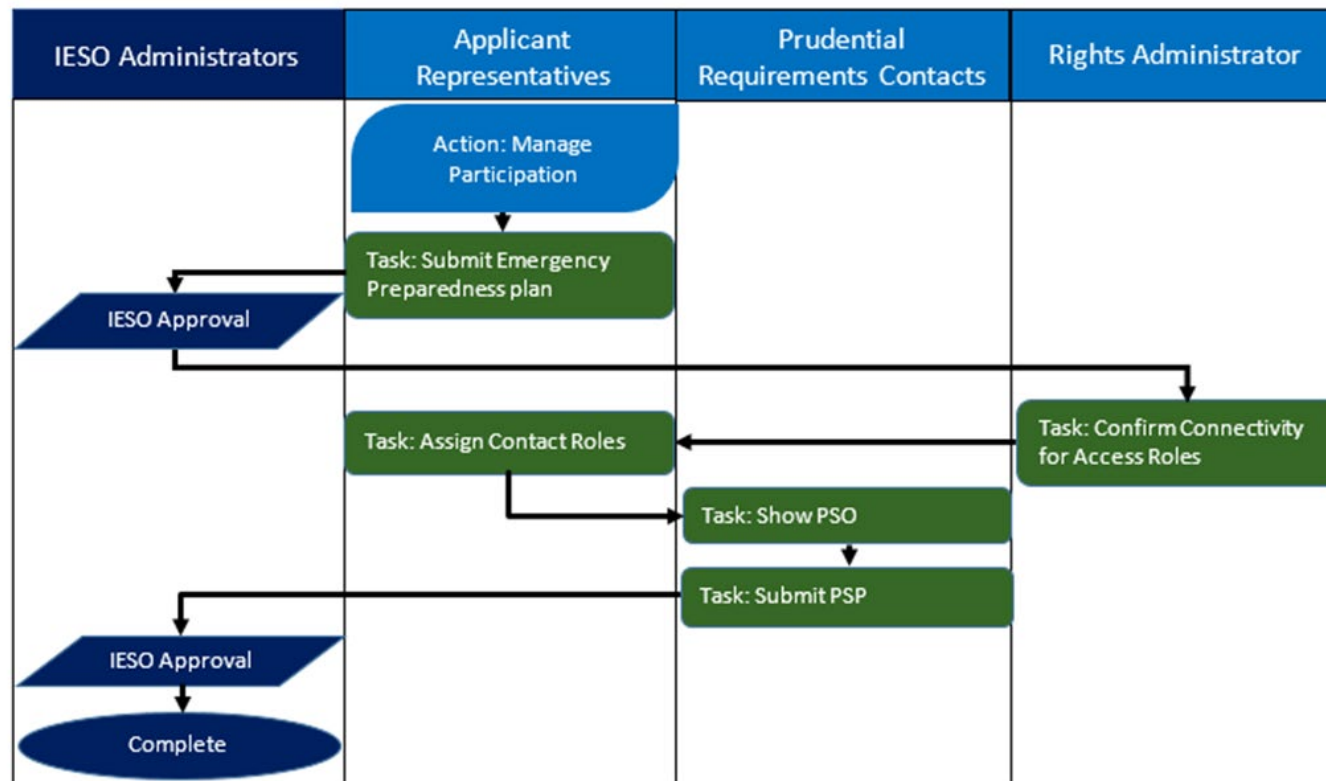 IESO Administrators
Applicant
Representatives
Prudential
Requirements Contacts
Rights Administrator
Action: Manage
Participation
Task: Submit Emergency
Preparedness plan
IESO Approval
Task: Assign Contact Roles
Task: Confirm Connectivity
for Access Roles
Task: Show PSO
Task: Submit PSP
IESO Approval
Complete